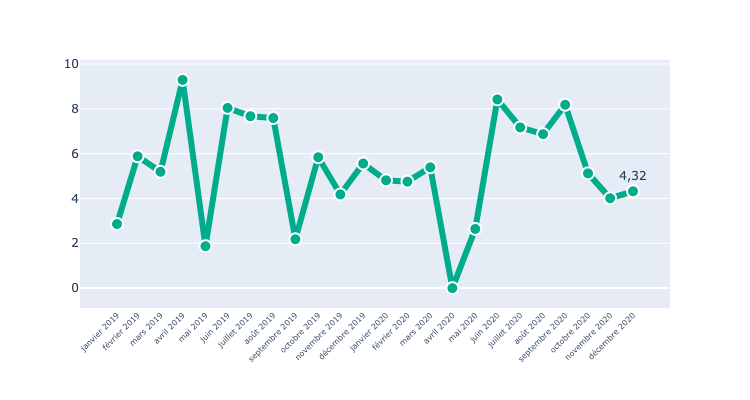 10
8
6
4
2
0
4,32
janvier 2019
février 2019
mars 2019
avril 2019
mai 2019
juin 2019
juillet 2019
août 2019
septembre 2019
octobre 2019
novembre 2019
décembre 2019
janvier 2020
février 2020
mars 2020
avril 2020
mai 2020
juin 2020
juillet 2020
août 2020
septembre 2020
octobre 2020
novembre 2020
décembre 2020